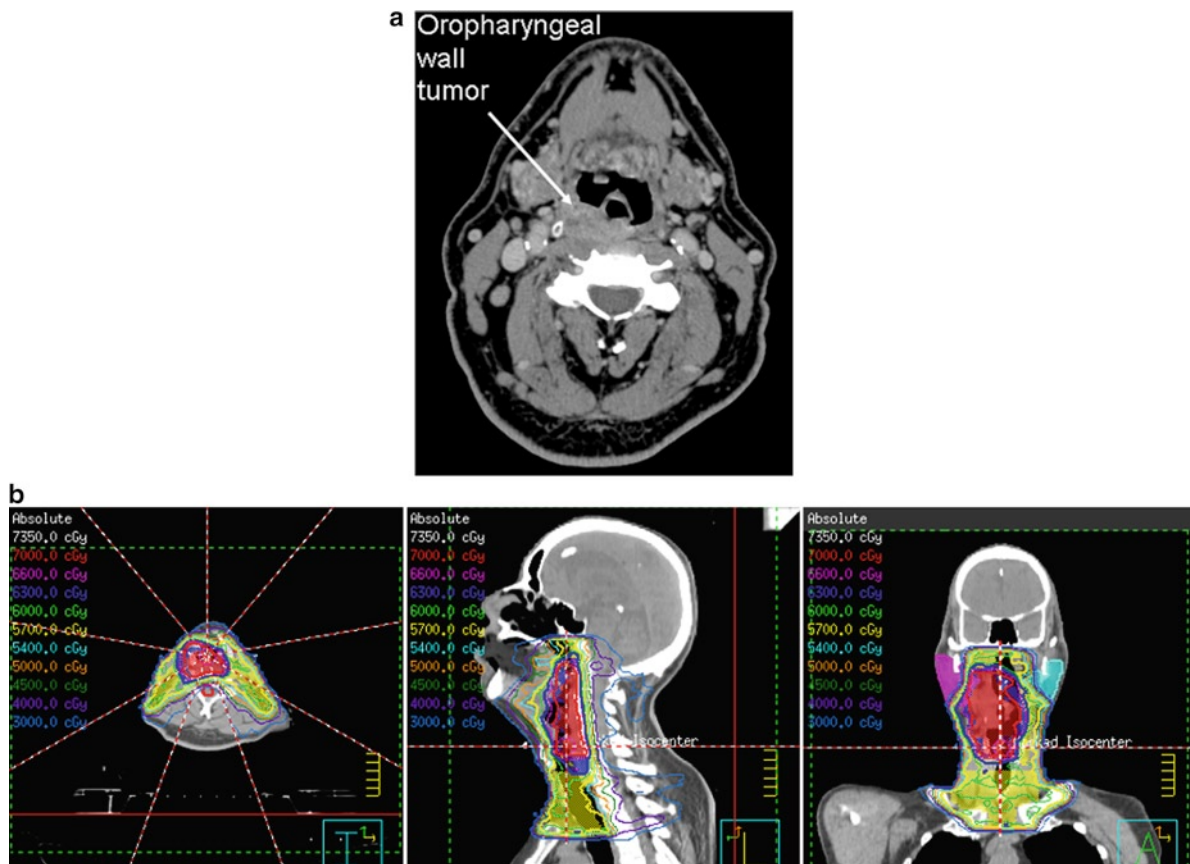 a
Oropharyngeal
wall
tumor
b
Absolute
7350.0 cGy
7000.0 cGy
6600.0 cGy
6300.0 cGy
6000.0 cGy
5700.0 cGy
5400.0 cGy
5000.0 cGy
4500.0 cGy
4000.0 cGy
3000.0 cGy
T
Absolute
7350.0 cGy
7000.0 cGy
6600.0 cGy
6300.0 cGy
6000.0 cGy
5700.0 cGy
5400.0 cGy
5000.0 cGy
4500.0 cGy
4000.0 cGy
3000.0 cGy
Isocenter
Absolute
7350.0 cGy
7000.0 cGy
6600.0 cGy
6300.0 cGy
6000.0 cGy
5700.0 cGy
5400.0 cGy
5000.0 cGy
4500.0 cGy
4000.0 cGy
3000.0 cGy
Isocenter
A